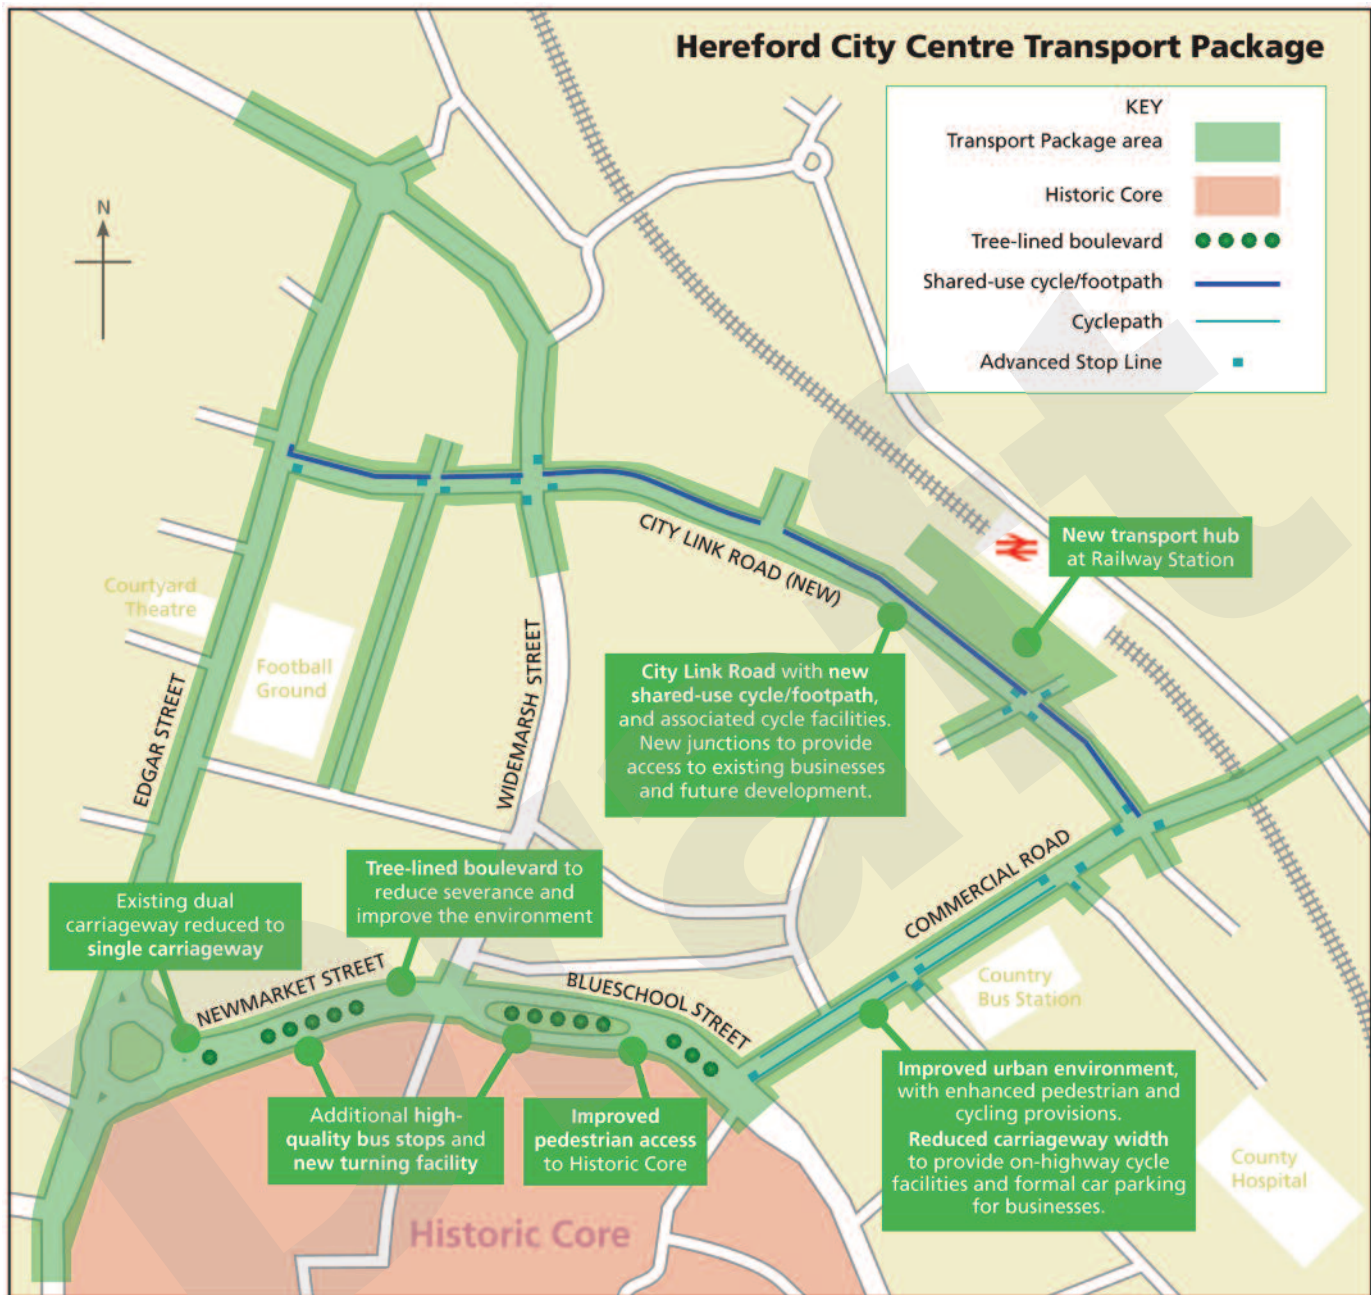 Hereford City Centre Transport Package
KEY
Transport Package area
Historic Core
Tree-lined boulevard
Shared-use cycle/footpath
Cyclepath
Advanced Stop Line
N
CITY LINK ROAD (NEW)
New transport hub
at Railway Station
Courtyard
Theatre
Football
Ground
EDGAR STREET
WIDEMARSH STREET
City Link Road with new
shared-use cycle/footpath,
and associated cycle facilities.
New junctions to provide
access to existing businesses
and future development.
Tree-lined boulevard to
reduce severance and
improve the environment
Existing dual
carriageway reduced to
single carriageway
COMMERCIAL ROAD
NEWMARKET STREET
BLUESCHOOL STREET
Country
Bus Station
Additional high-
quality bus stops and
new turning facility
Improved
pedestrian access
to Historic Core
Improved urban environment,
with enhanced pedestrian and
cycling provisions.
Reduced carriageway width
to provide on-highway cycle
facilities and formal car parking
for businesses.
County
Hospital
Historic Core
Draft